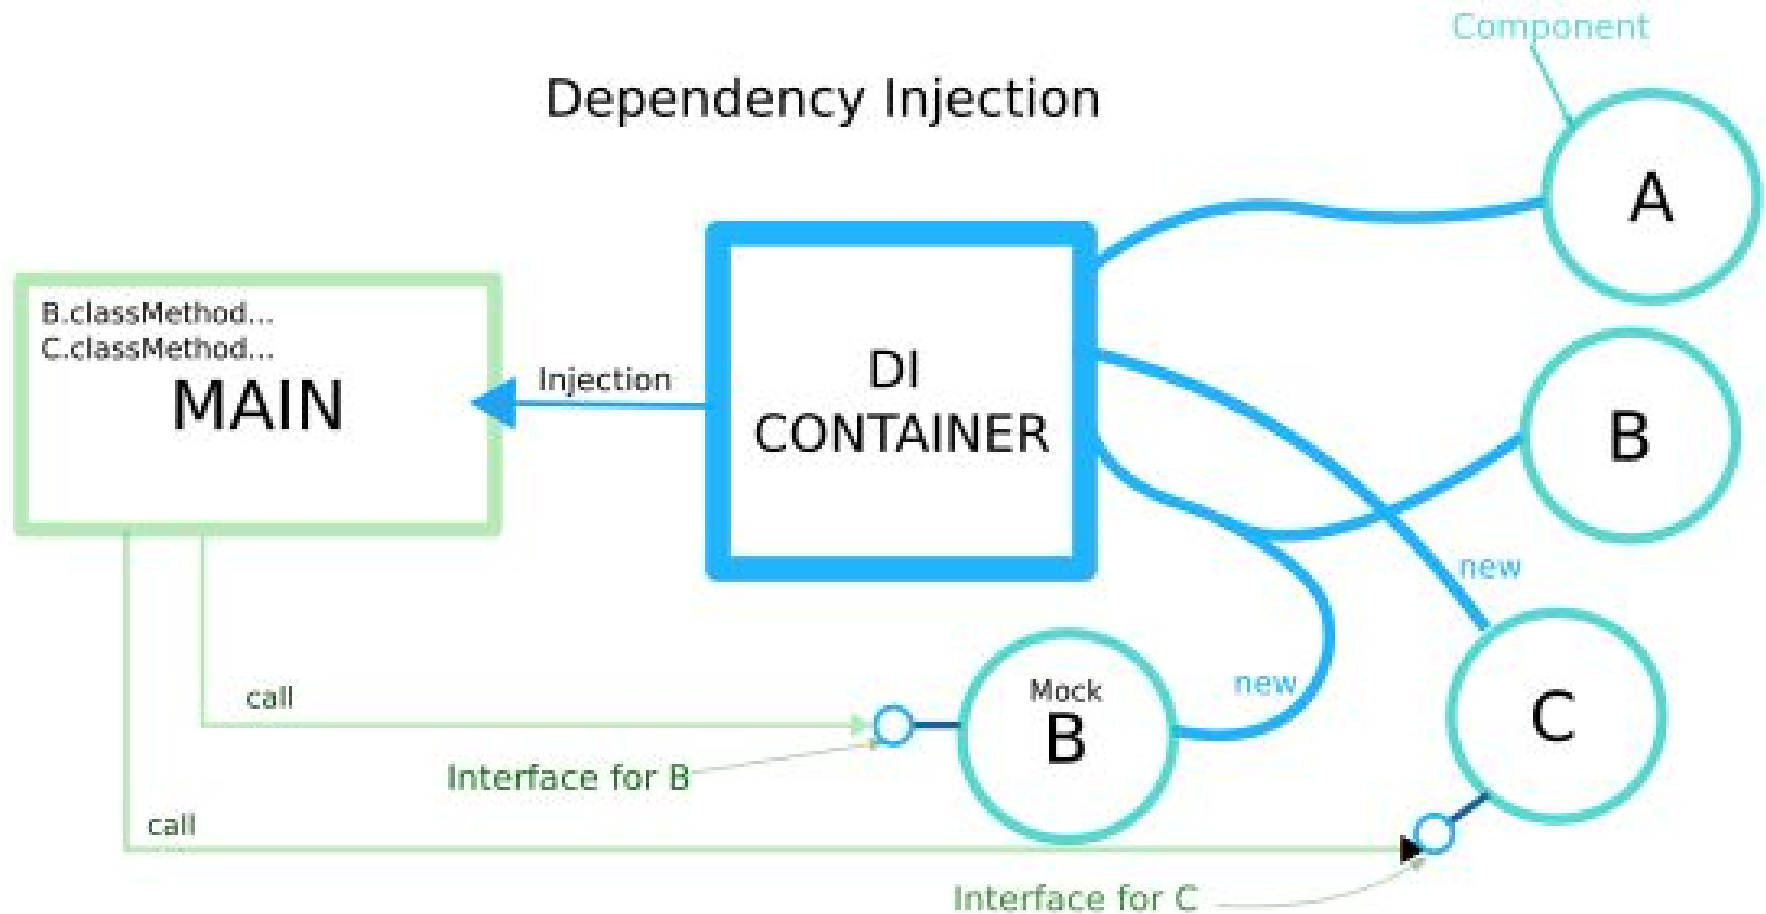 Component
Dependency Injection
A
B.classMethod...
C.classMethod...
MAIN
Injection
DI
CONTAINER
B
new
Mock
B
new
C
call
Interface for B
call
Interface for C